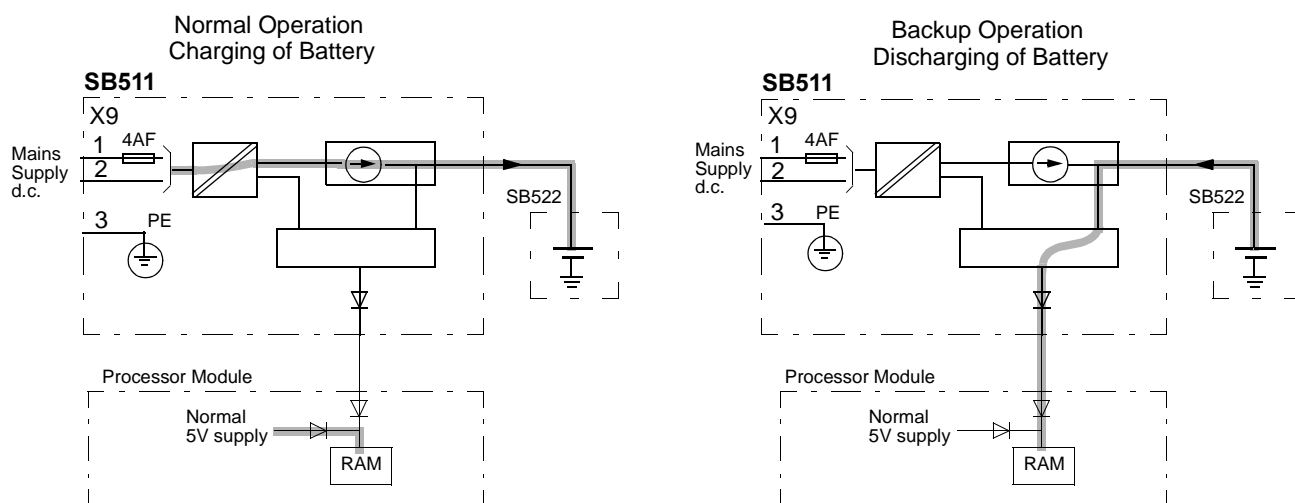 Normal Operation
Charging of Battery
SB511
X9
1
4AF
2
Mains
Supply
d.c.
3
PE
SB522
Processor Module
Normal
5V supply
RAM
Backup Operation
Discharging of Battery
SB511
X9
1
4AF
2
Mains
Supply
d.c.
3
PE
SB522
Processor Module
Normal
5V supply
RAM